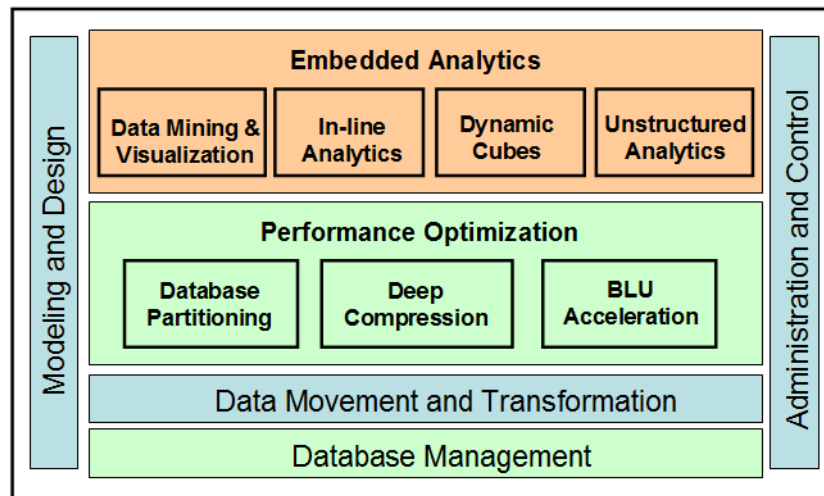 Modeling and Design
Embedded Analytics
Data Mining &
Visualization
In-line
Analytics
Dynamic
Cubes
Unstructured
Analytics
Performance Optimization
Database
Partitioning
Deep
Compression
BLU
Acceleration
Data Movement and Transformation
Database Management
Administration and Control